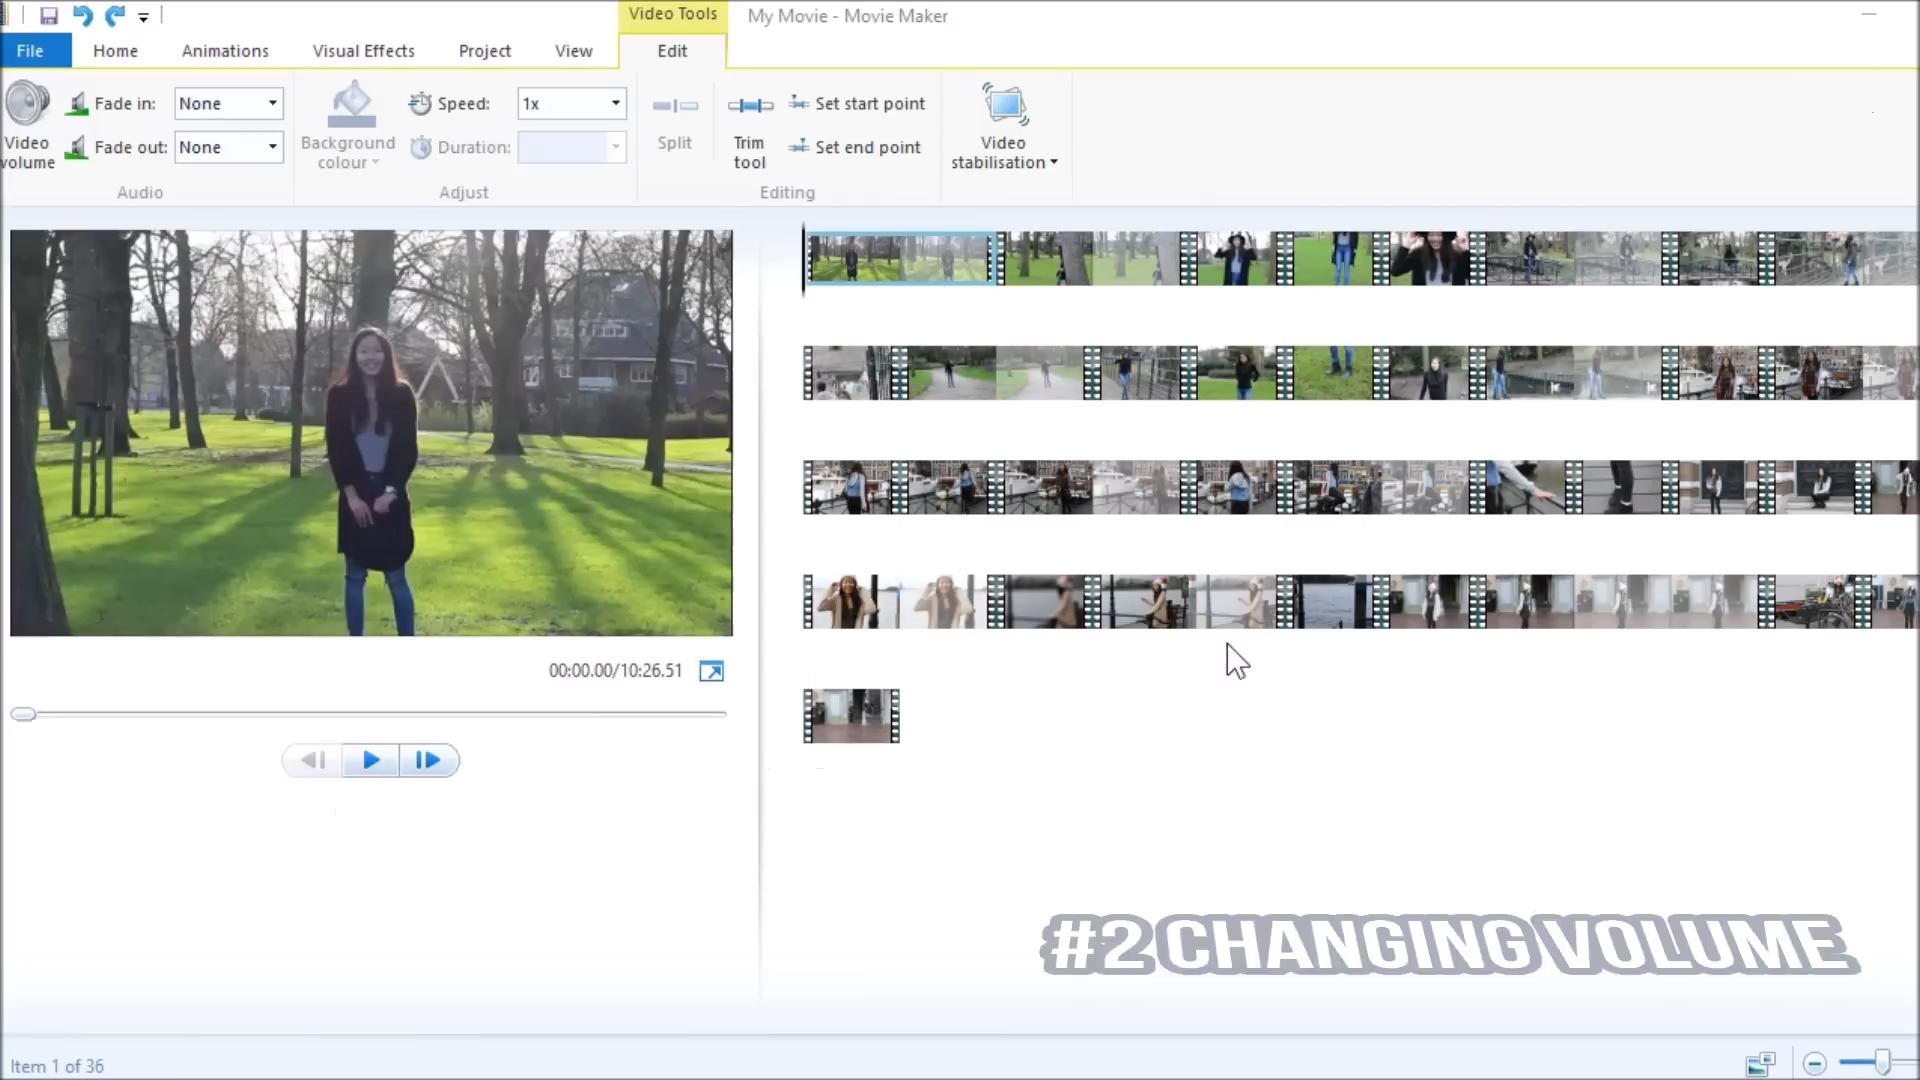 Video Tools
My Movie - Movie Maker
File
Home
Animations
Visual Effects
Project
View
Edit
Video
volume
Fade in:
None
Fade out:
None
Audio
Background
colour
Speed:
1x
Duration:
Adjust
Split
Trim
tool
Set start point
Set end point
Editing
Video
stabilisation
00:00.00/10:26.51
#2 CHANGING VOLUME
Item 1 of 36